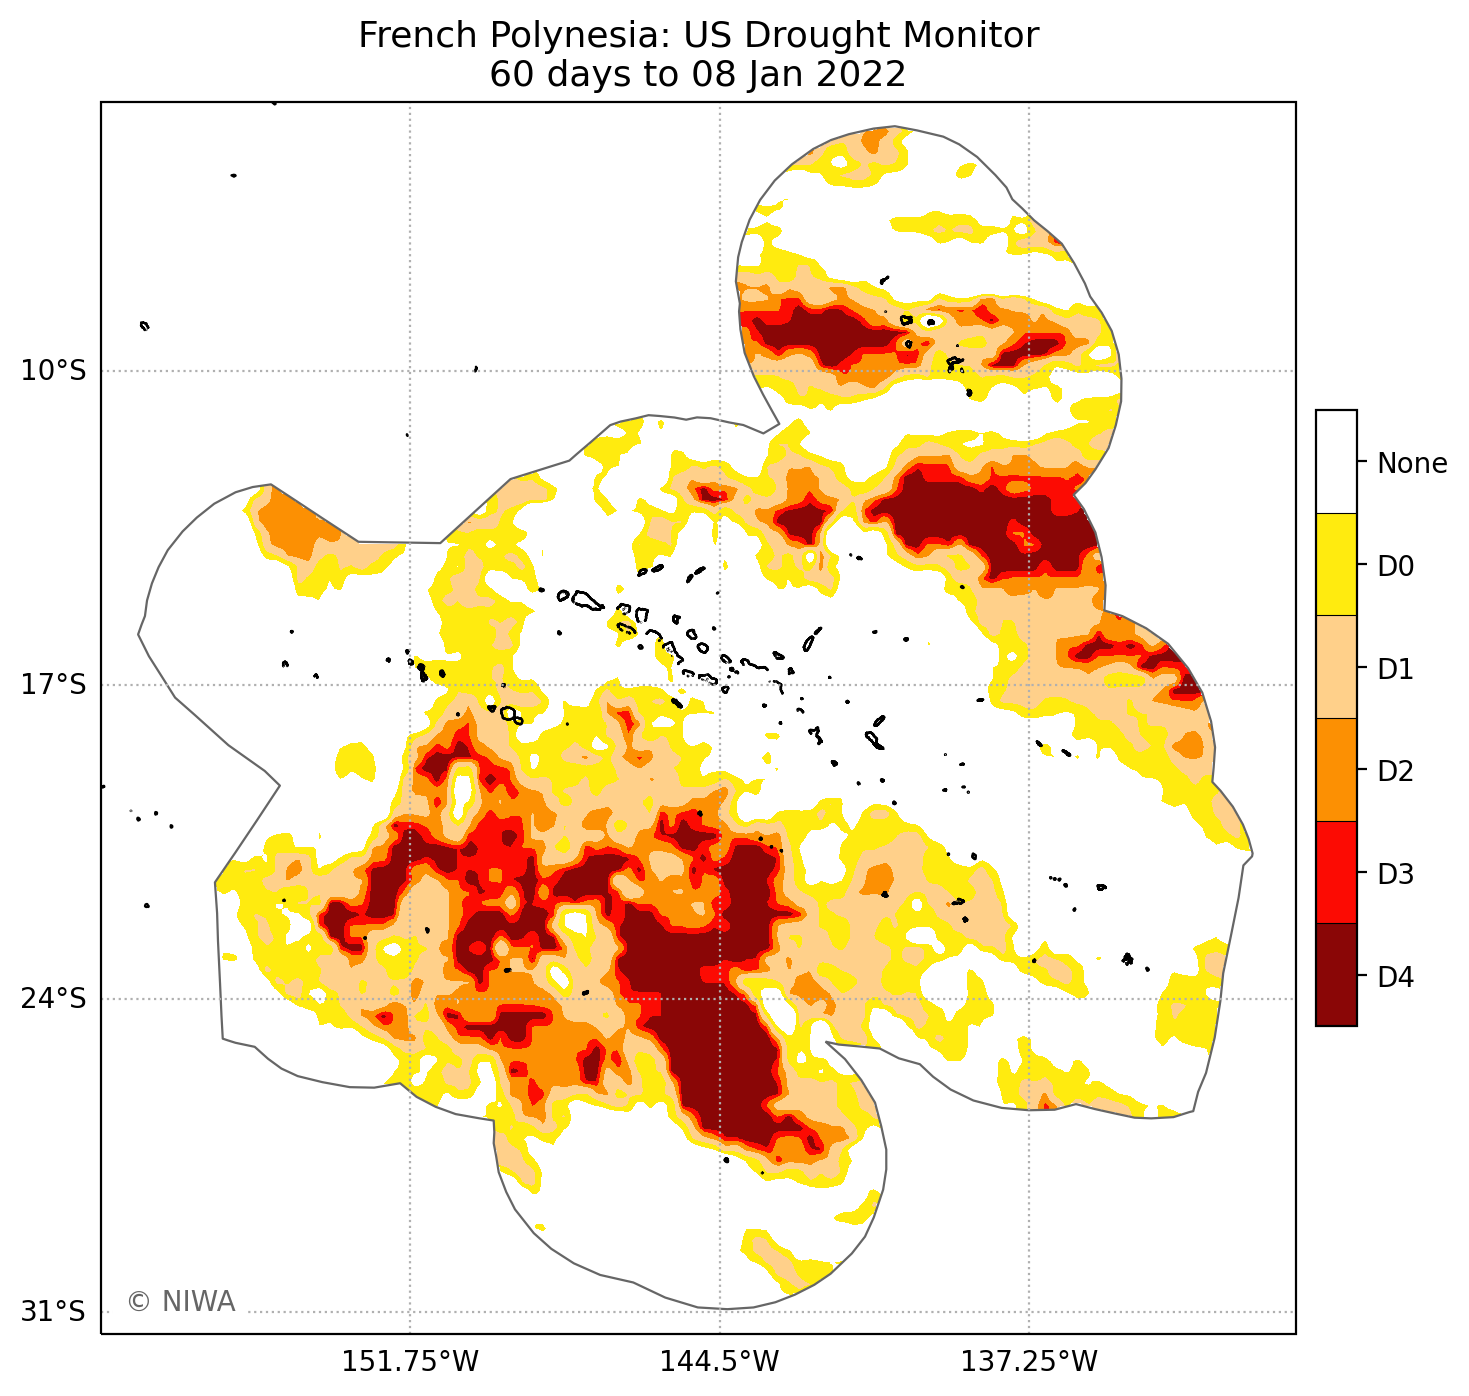 French Polynesia: US Drought Monitor
60 days to 08 Jan 2022
10°S
17°S
24°S
31°S
151.75°W
144.5°W
137.25°W
None
D0
D1
D2
D3
D4
© NIWA